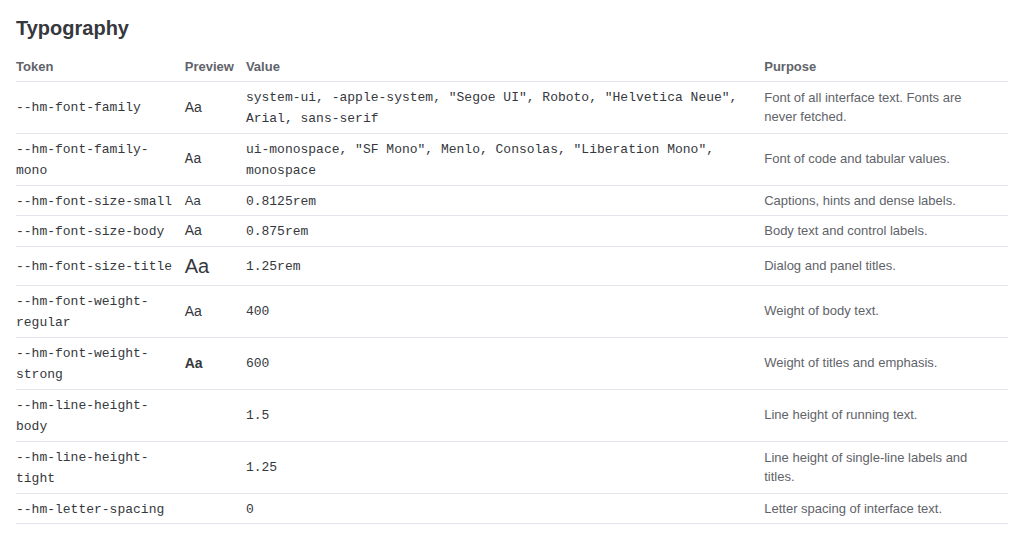 Typography
Token Preview Value Purpose
--hm-font-family Aa system-ui, -apple-system, "Segoe UI", Roboto, "Helvetica Neue", Arial, sans-serif Font of all interface text. Fonts are never fetched.
--hm-font-family-mono Aa ui-monospace, "SF Mono", Menlo, Consolas, "Liberation Mono", monospace Font of code and tabular values.
--hm-font-size-small Aa 0.8125rem Captions, hints and dense labels.
--hm-font-size-body Aa 0.875rem Body text and control labels.
--hm-font-size-title Aa 1.25rem Dialog and panel titles.
--hm-font-weight-regular Aa 400 Weight of body text.
--hm-font-weight-strong Aa 600 Weight of titles and emphasis.
--hm-line-height-body 1.5 Line height of running text.
--hm-line-height-tight 1.25 Line height of single-line labels and titles.
--hm-letter-spacing 0 Letter spacing of interface text.